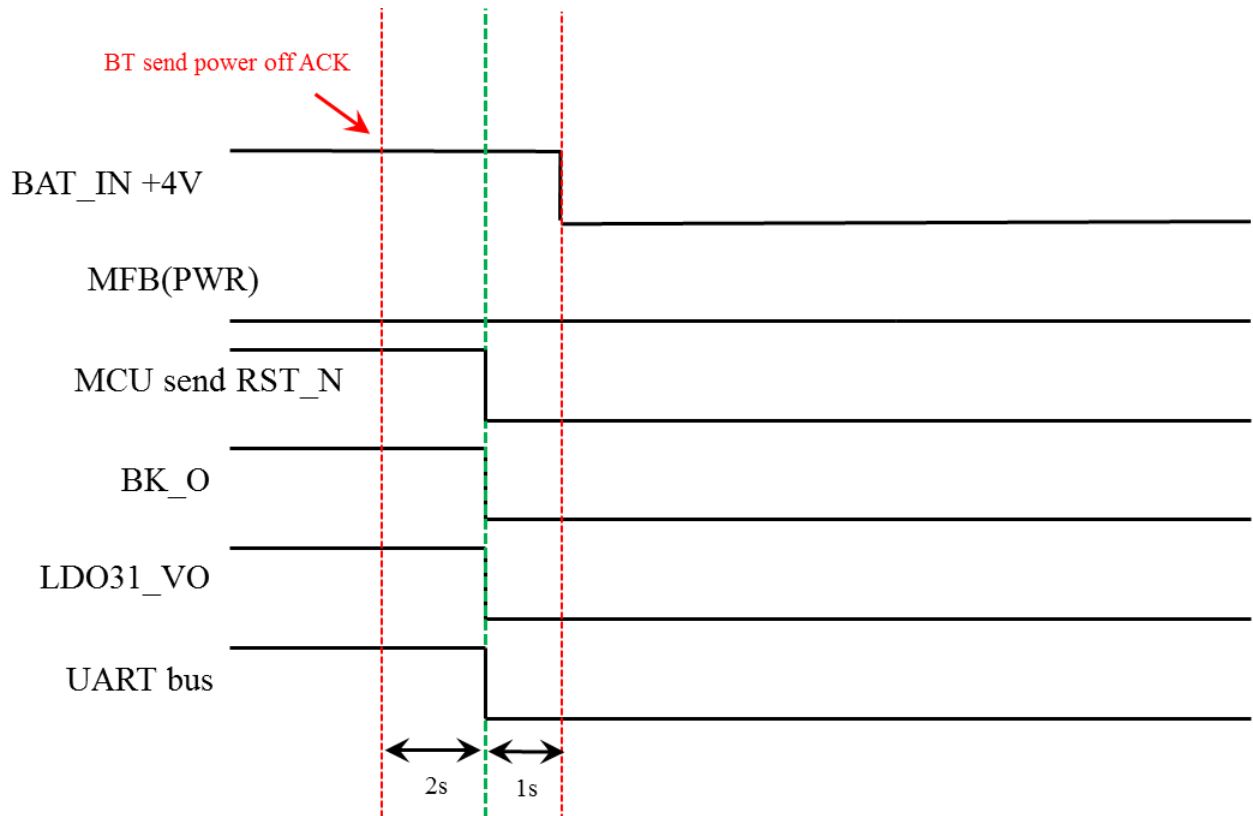 BT send power off ACK
BAT_IN +4V
MFB(PWR)
MCU send RST_N
BK_O
LDO31_VO
UART bus
2s
1s